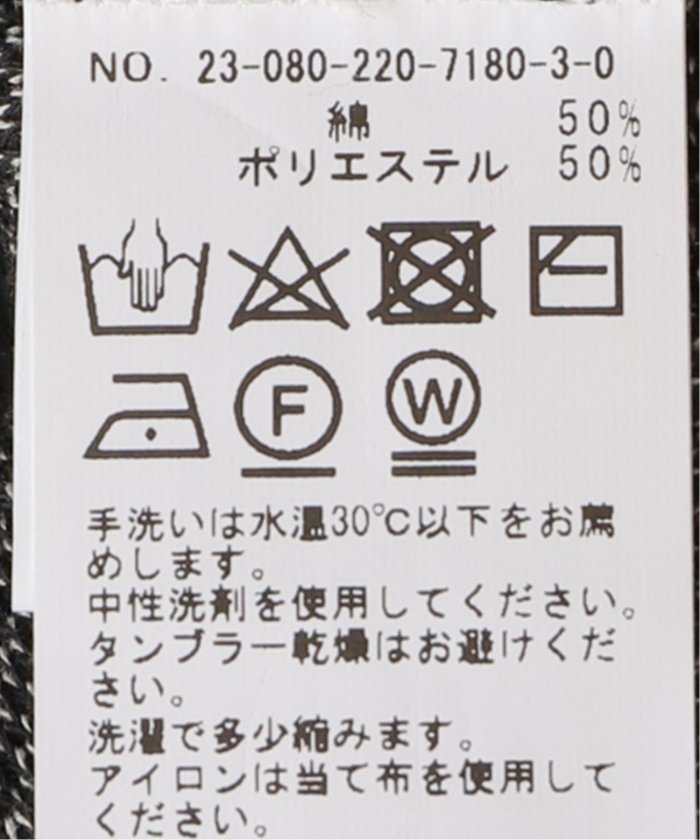 NO. 23-080-220-7180-3-0
綿 50%
ポリエステル 50%
F W
手洗いは水温30℃以下をお薦
めします。
中性洗剤を使用してください。
タンブラー乾燥はお避けくだ
さい。
洗濯で多少縮みます。
アイロンは当て布を使用して
ください。